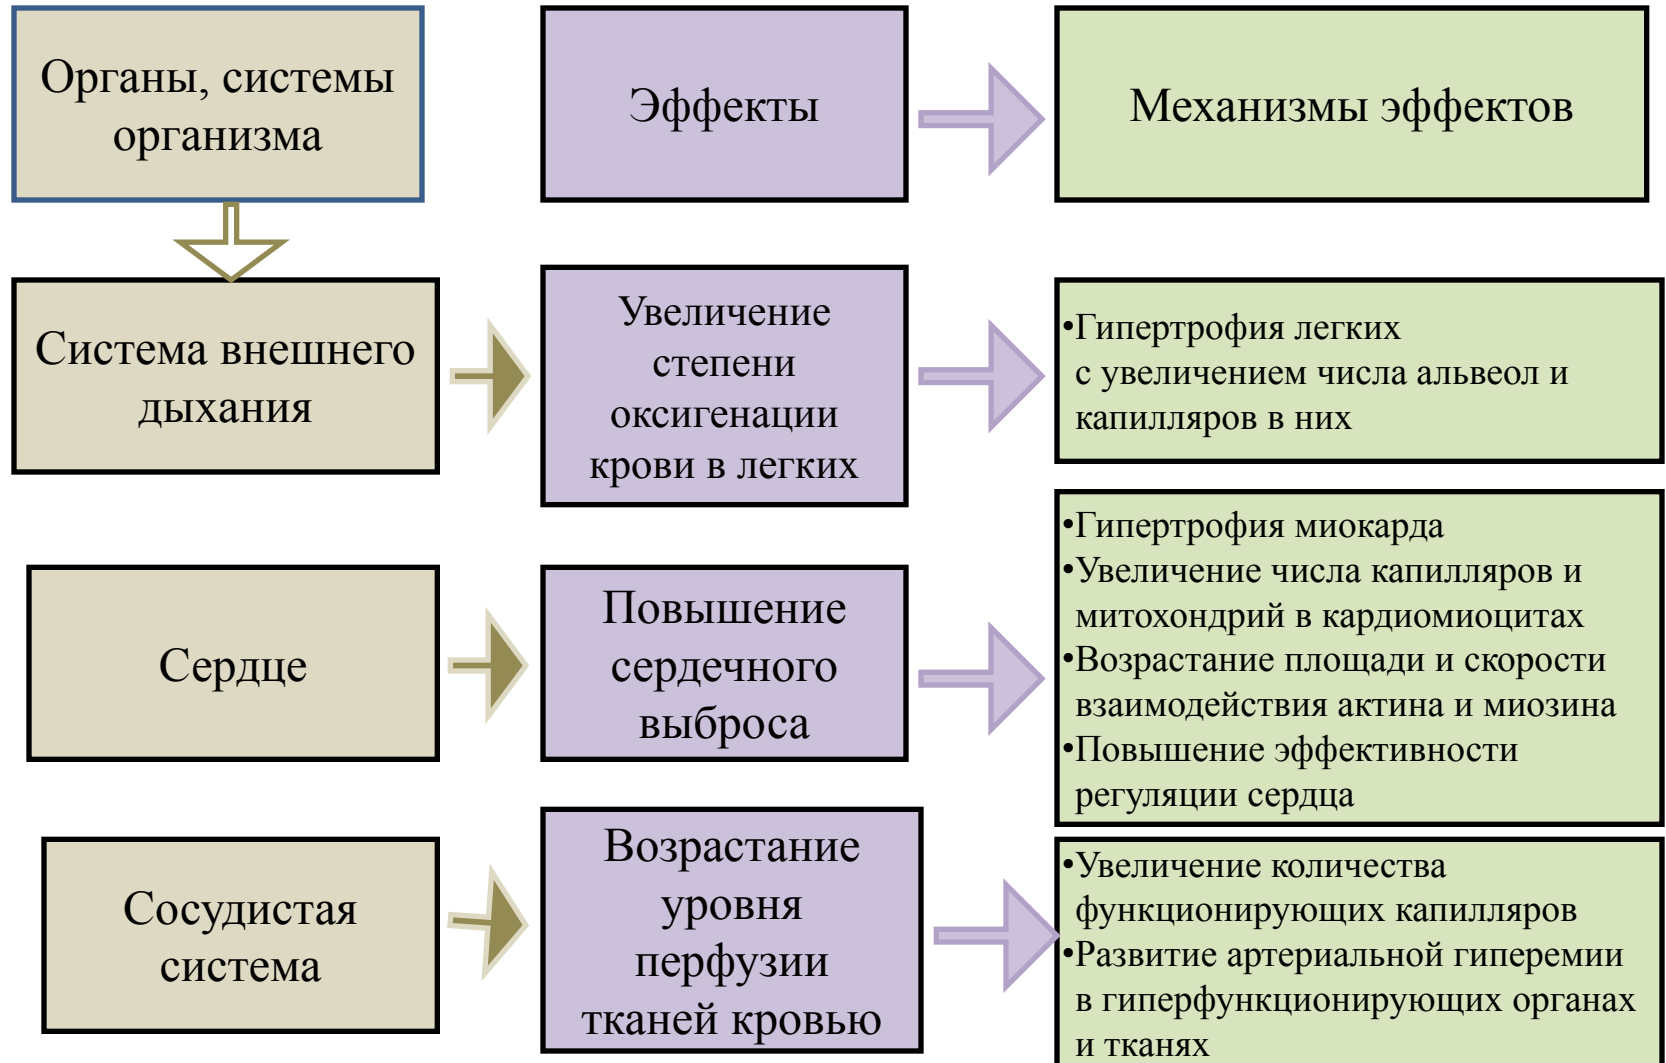 Органы, системы
организма
Эффекты
Механизмы эффектов
Система внешнего
дыхания
Увеличение
степени
оксигенации
крови в легких
•Гипертрофия легких
с увеличением числа альвеол и
капилляров в них
Сердце
Повышение
сердечного
выброса
•Гипертрофия миокарда
•Увеличение числа капилляров и
митохондрий в кардиомиоцитах
•Возрастание площади и скорости
взаимодействия актина и миозина
•Повышение эффективности
регуляции сердца
Сосудистая
система
Возрастание
уровня
перфузии
тканей кровью
•Увеличение количества
функционирующих капилляров
•Развитие артериальной гиперемии
в гиперфункционирующих органах
и тканях